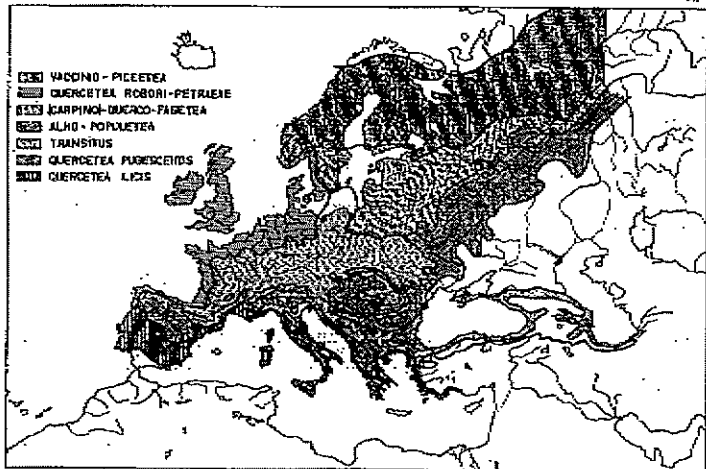 VACCINIO - PICEETEA
QUERCETEA ROBORI-PETRAEAE
CARPINO-QUERCO-FAGETEA
ALNO - POPULETEA
TRANSITUS
QUERCETEA PUBESCENTIS
QUERCETEA ILICIS